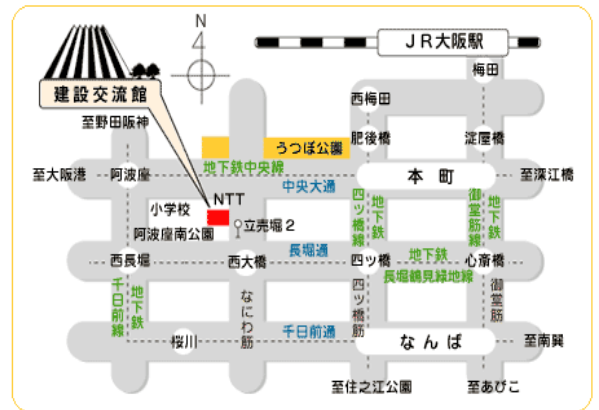 N
JR大阪駅
建設交流館
梅田
西梅田
至野田阪神
うつぼ公園
肥後橋
淀屋橋
地下鉄中央線
至大阪港
阿波座
中央大通
本町
至深江橋
小学校
NTT
阿波座南公園
立売堀2
四ツ橋線
地下鉄
御堂筋線
地下鉄
長堀通
地下鉄
西長堀
西大橋
四ツ橋
心斎橋
長堀鶴見緑地線
千日前線
地下鉄
なにわ筋
四ツ橋筋
御堂筋
桜川
千日前通
なんば
至南巽
至住之江公園
至あびこ